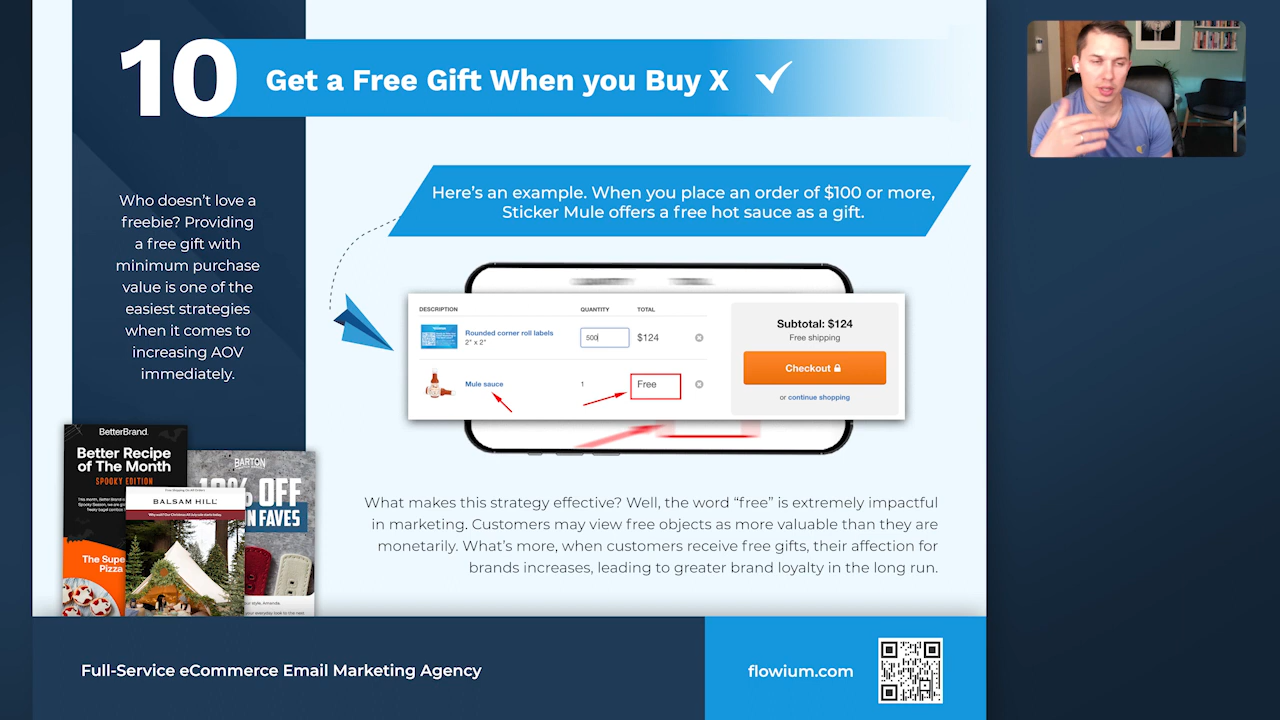 10
Get a Free Gift When you Buy X
Who doesn’t love a
freebie? Providing
a free gift with
minimum purchase
value is one of the
easiest strategies
when it comes to
increasing AOV
immediately.
Here’s an example. When you place an order of $100 or more,
Sticker Mule offers a free hot sauce as a gift.
DESCRIPTION QUANTITY TOTAL
Rounded corner roll labels
2" x 2"
500 $124
Mule sauce 1 Free
Subtotal: $124
Free shipping
Checkout
or continue shopping
What makes this strategy effective? Well, the word “free” is extremely impactful
in marketing. Customers may view free objects as more valuable than they are
monetarily. What’s more, when customers receive free gifts, their affection for
brands increases, leading to greater brand loyalty in the long run.
BetterBrand.
Better Recipe
of The Month
SPOOKY EDITION
The Supe
Pizza
BALSAM HILL
BARTON
OFF
N FAVES
Full-Service eCommerce Email Marketing Agency
flowium.com